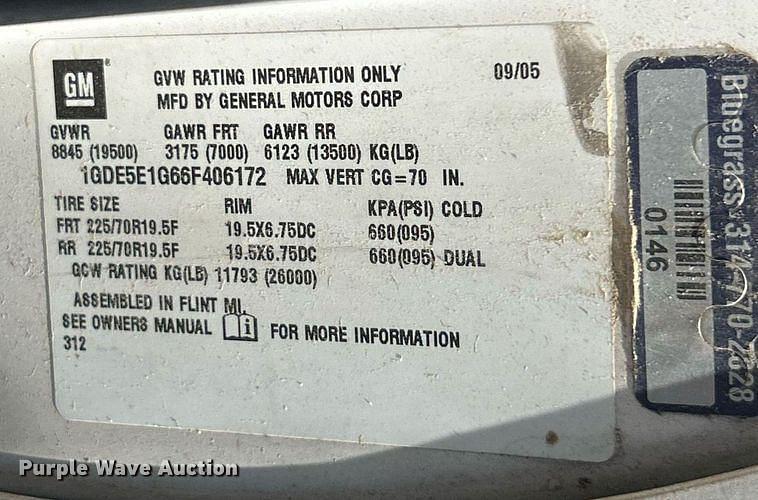 GM
®
GVW RATING INFORMATION ONLY 09/05
MFD BY GENERAL MOTORS CORP
GVWR GAWR FRT GAWR RR
8845 (19500) 3175 (7000) 6123 (13500) KG(LB)
1GDE5E1G66F406172 MAX VERT CG=70 IN.
TIRE SIZE RIM KPA(PSI) COLD
FRT 225/70R19.5F 19.5X6.75DC 660(095)
RR 225/70R19.5F 19.5X6.75DC 660(095) DUAL
GCW RATING KG(LB) 11793 (26000)
ASSEMBLED IN FLINT MI.
SEE OWNERS MANUAL i FOR MORE INFORMATION
312
Bluegrass
0146
Purple Wave Auction